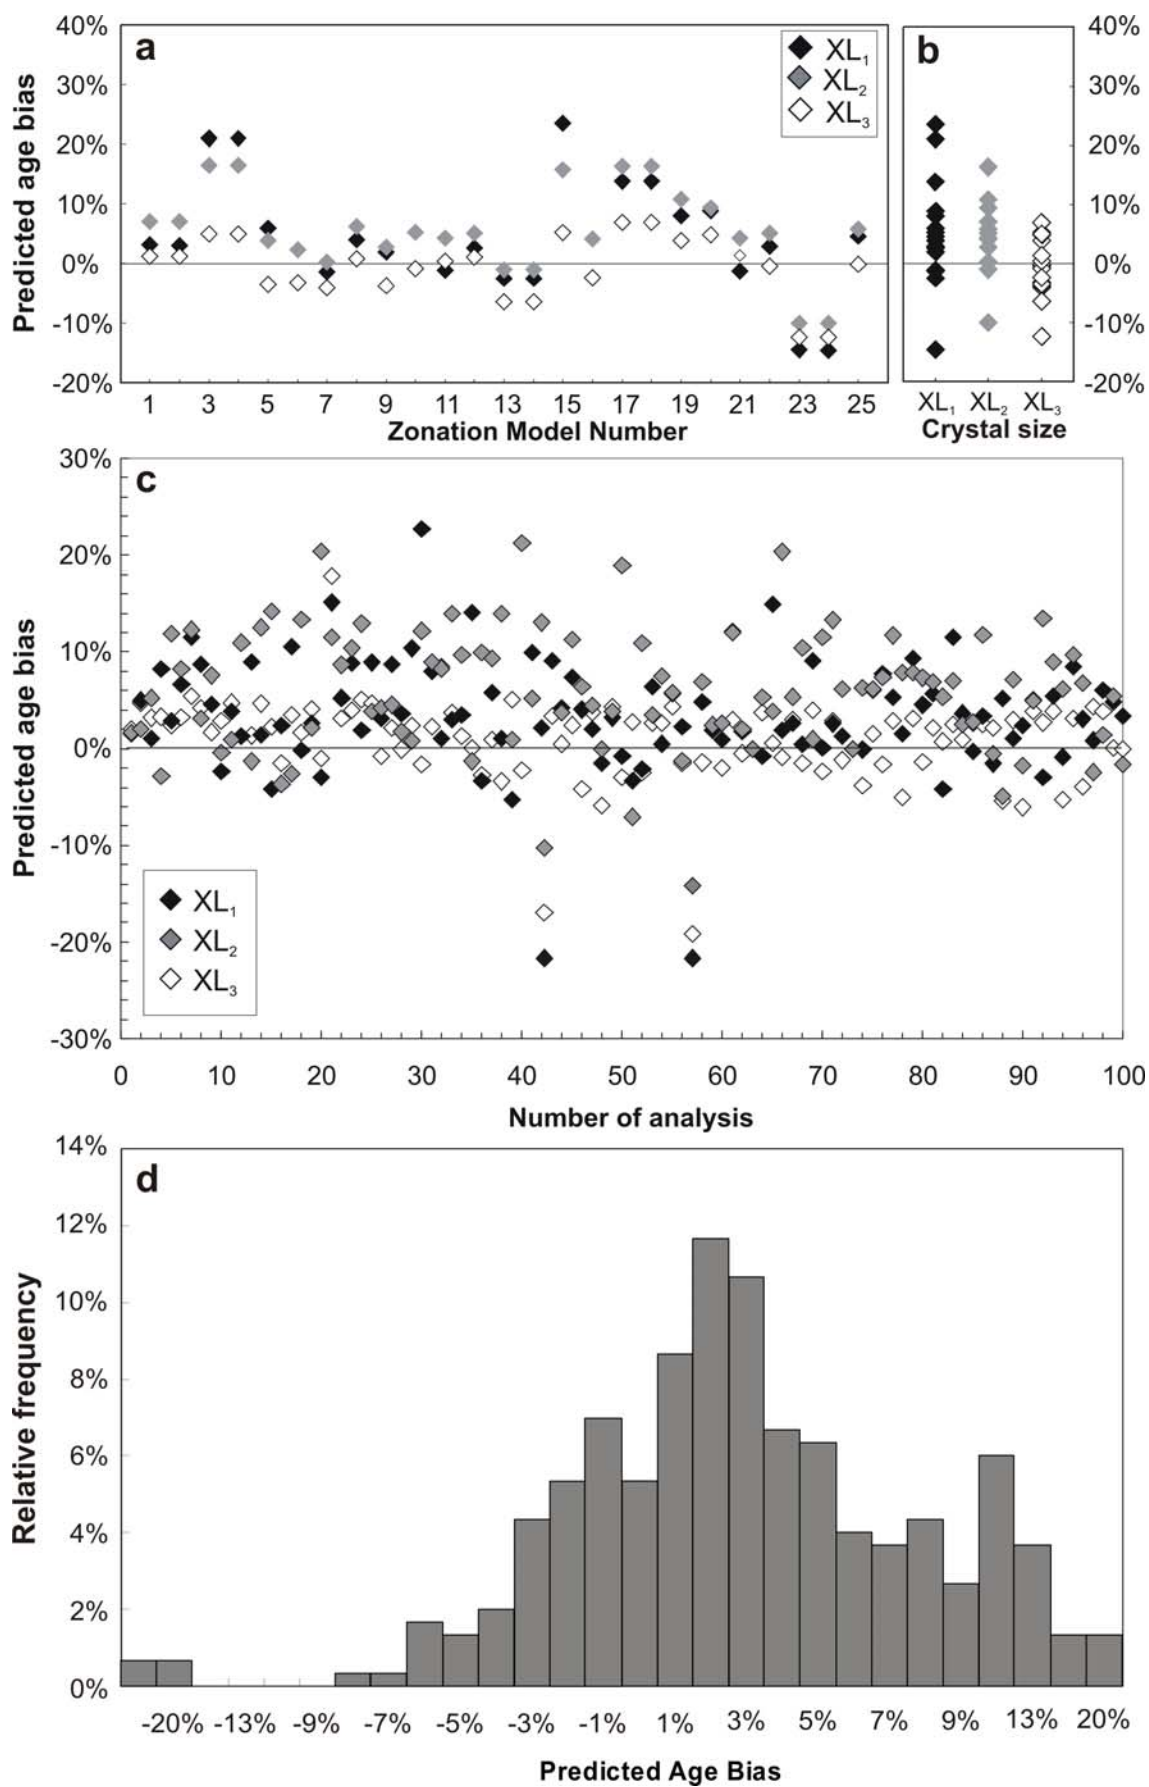 a
40%
30%
20%
10%
0%
-10%
-20%
Predicted age bias
XL1
XL2
XL3
1 3 5 7 9 11 13 15 17 19 21 23 25
Zonation Model Number
b
40%
30%
20%
10%
0%
-10%
-20%
XL1 XL2 XL3
Crystal size
c
30%
20%
10%
0%
-10%
-20%
-30%
Predicted age bias
XL1
XL2
XL3
0 10 20 30 40 50 60 70 80 90 100
Number of analysis
d
14%
12%
10%
8%
6%
4%
2%
0%
Relative frequency
-20% -13% -9% -7% -5% -3% -1% 1% 3% 5% 7% 9% 13% 20%
Predicted Age Bias